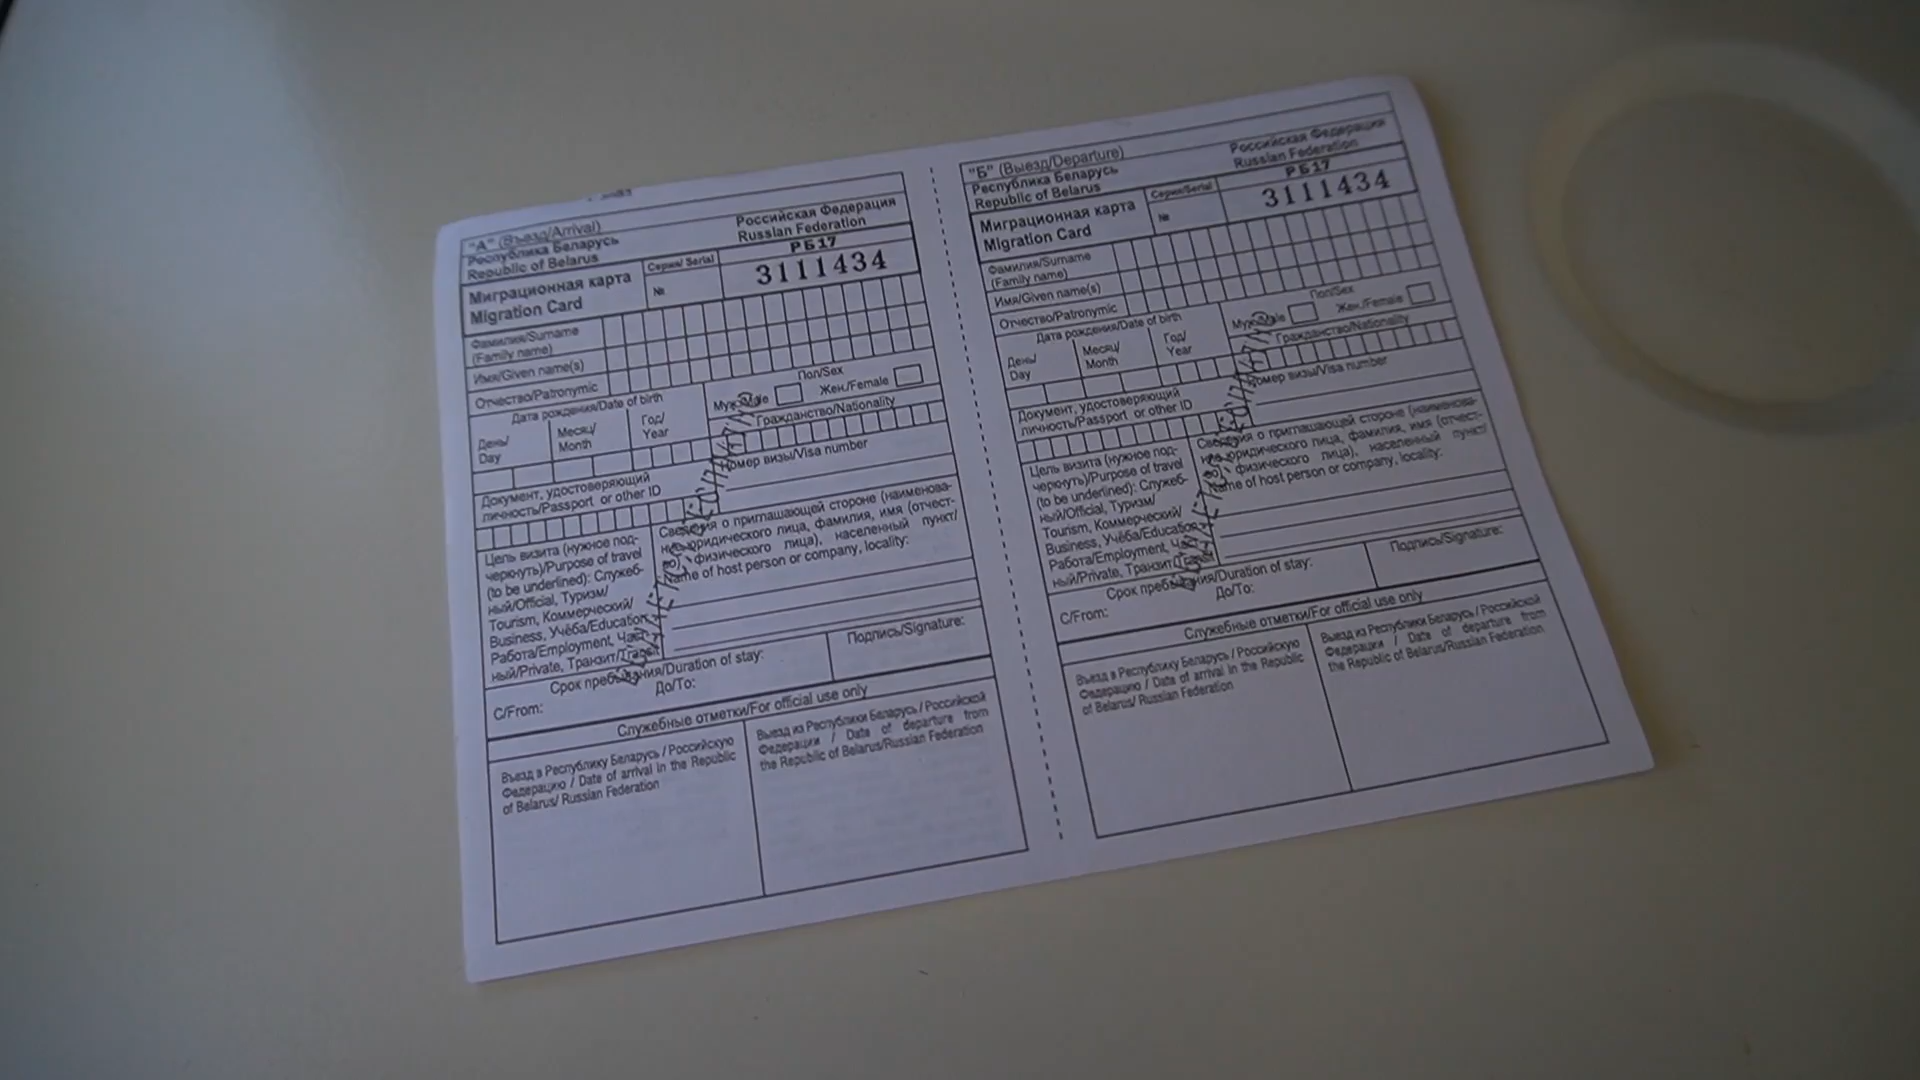 "А" (Въезд/Arrival)
Республика Беларусь
Republic of Belarus
Российская Федерация
Russian Federation
Миграционная карта
Migration Card
Серия/ Serial
№
РБ17
3111434
Фамилия/Surname
(Family name)
Имя/Given name(s)
Отчество/Patronymic
Дата рождения/Date of birth
День/
Day
Месяц/
Month
Год/
Year
Пол/Sex
Жен./Female
Гражданство/Nationality
Документ, удостоверяющий
личность/Passport or other ID
Номер визы/Visa number
Цель визита (нужное под-
черкнуть)/Purpose of travel
(to be underlined): Служеб-
ный/Official, Туризм/
Tourism, Коммерческий/
Business, Учёба/Education,
Работа/Employment, Част-
ный/Private, Транзит/Transit
Сведения о приглашающей стороне (наименова-
ние юридического лица, фамилия, имя (отчест-
во) физического лица), населенный пункт/
Name of host person or company, locality:
Срок пребывания/Duration of stay:
С/From:
До/To:
Подпись/Signature:
Служебные отметки/For official use only
Въезд в Республику Беларусь / Российскую
Федерацию / Date of arrival in the Republic
of Belarus/ Russian Federation
Выезд из Республики Беларусь / Российской
Федерации / Date of departure from
the Republic of Belarus/Russian Federation
"Б" (Выезд/Departure)
Республика Беларусь
Republic of Belarus
Российская Федерация
Russian Federation
Миграционная карта
Migration Card
Серия/Serial
№
РБ17
3111434
Фамилия/Surname
(Family name)
Имя/Given name(s)
Отчество/Patronymic
Дата рождения/Date of birth
День/
Day
Месяц/
Month
Год/
Year
Пол/Sex
Жен./Female
Гражданство/Nationality
Документ, удостоверяющий
личность/Passport or other ID
Номер визы/Visa number
Цель визита (нужное под-
черкнуть)/Purpose of travel
(to be underlined): Служеб-
ный/Official, Туризм/
Tourism, Коммерческий/
Business, Учёба/Education,
Работа/Employment, Част-
ный/Private, Транзит/Transit
Сведения о приглашающей стороне (наименова-
ние юридического лица, фамилия, имя (отчест-
во) физического лица), населенный пункт/
Name of host person or company, locality:
Срок пребывания/Duration of stay:
С/From:
До/To:
Подпись/Signature:
Служебные отметки/For official use only
Въезд в Республику Беларусь / Российскую
Федерацию / Date of arrival in the Republic
of Belarus/ Russian Federation
Выезд из Республики Беларусь / Российской
Федерации / Date of departure from
the Republic of Belarus/Russian Federation